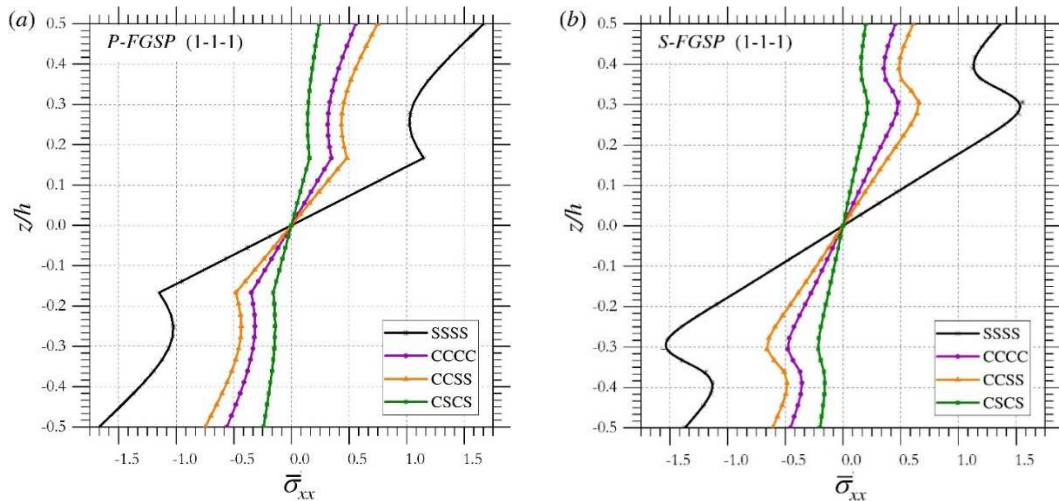 (a)
P-FGSP (1-1-1)
0.5
0.4
0.3
0.2
0.1
0.0
-0.1
-0.2
-0.3
-0.4
-0.5
z/h
SSSS
CCCC
CCSS
CSCS
-1.5
-1.0
-0.5
0.0
0.5
1.0
1.5
σ̅xx
(b)
S-FGSP (1-1-1)
0.5
0.4
0.3
0.2
0.1
0.0
-0.1
-0.2
-0.3
-0.4
-0.5
z/h
SSSS
CCCC
CCSS
CSCS
-1.5
-1.0
-0.5
0.0
0.5
1.0
1.5
σ̅xx